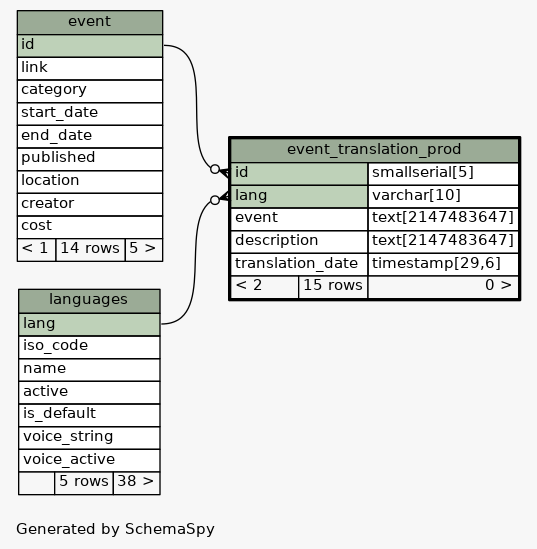 event
id
link
category
start_date
end_date
published
location
creator
cost
< 1 14 rows 5 >
event_translation_prod
id smallserial[5]
lang varchar[10]
event text[2147483647]
description text[2147483647]
translation_date timestamp[29,6]
< 2 15 rows 0 >
languages
lang
iso_code
name
active
is_default
voice_string
voice_active
5 rows 38 >
Generated by SchemaSpy